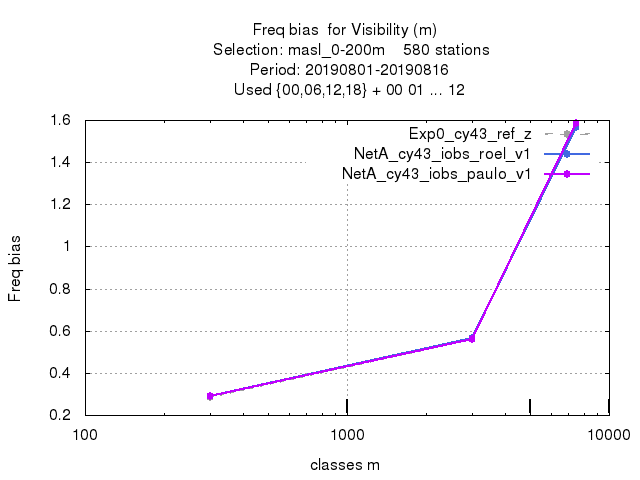 Freq bias  for Visibility (m)
Selection: masl_0-200m    580 stations
Period: 20190801-20190816
Used {00,06,12,18} + 00 01 ... 12
Exp0_cy43_ref_z
NetA_cy43_iobs_roel_v1
NetA_cy43_iobs_paulo_v1
1.6
1.4
1.2
1
0.8
0.6
0.4
0.2
Freq bias
100
1000
10000
classes m